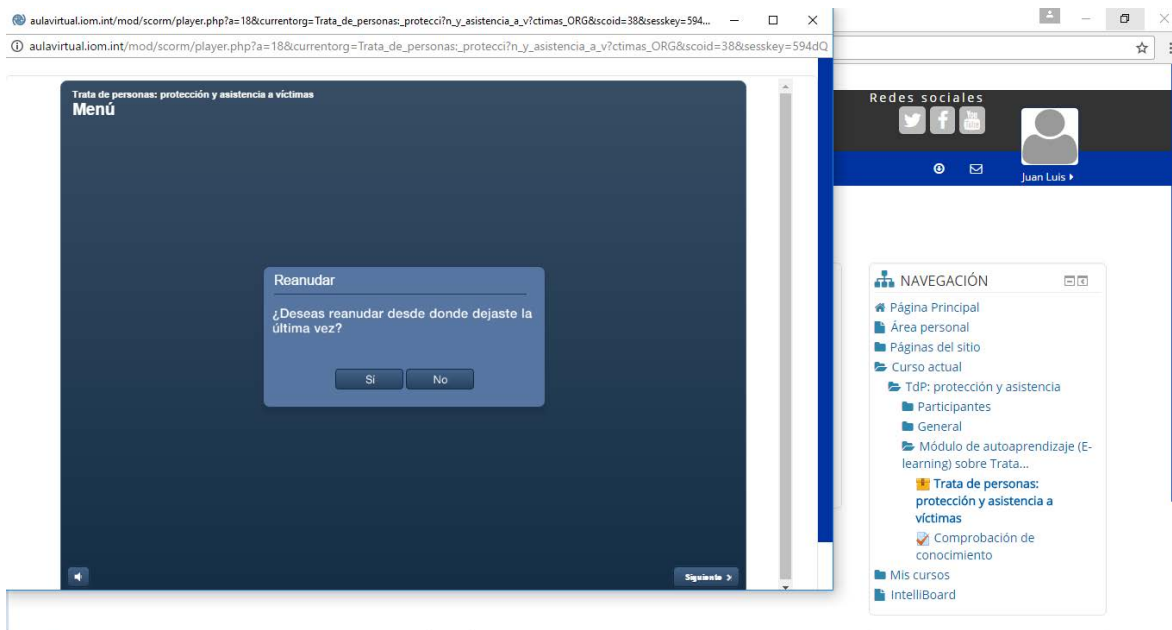 aulavirtual.iom.int/mod/scorm/player.php?a=18&currentorg=Trata_de_personas:_protecci?n_y_asistencia_a_v?ctimas_ORG&scoid=38&sesskey=594...
aulavirtual.iom.int/mod/scorm/player.php?a=18&currentorg=Trata_de_personas:_protecci?n_y_asistencia_a_v?ctimas_ORG&scoid=38&sesskey=594dQ
Trata de personas: protección y asistencia a víctimas
Menú
Reanudar
¿Deseas reanudar desde donde dejaste la
última vez?
Sí
No
Siguiente >
Redes sociales
You
Tube
Juan Luis
NAVEGACIÓN
Página Principal
Área personal
Páginas del sitio
Curso actual
TdP: protección y asistencia
Participantes
General
Módulo de autoaprendizaje (E-
learning) sobre Trata...
Trata de personas:
protección y asistencia a
víctimas
Comprobación de
conocimiento
Mis cursos
IntelliBoard